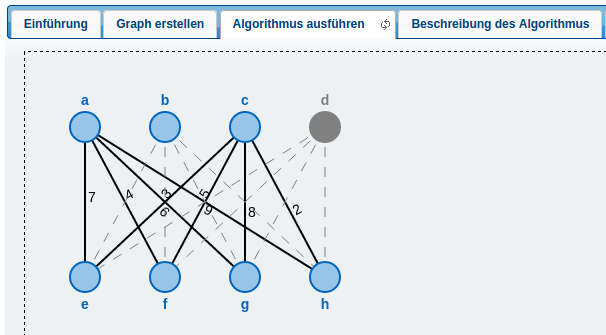 Einführung Graph erstellen Algorithmus ausführen Beschreibung des Algorithmus
a b c d
7 4 3 6 5 9 8 2
e f g h